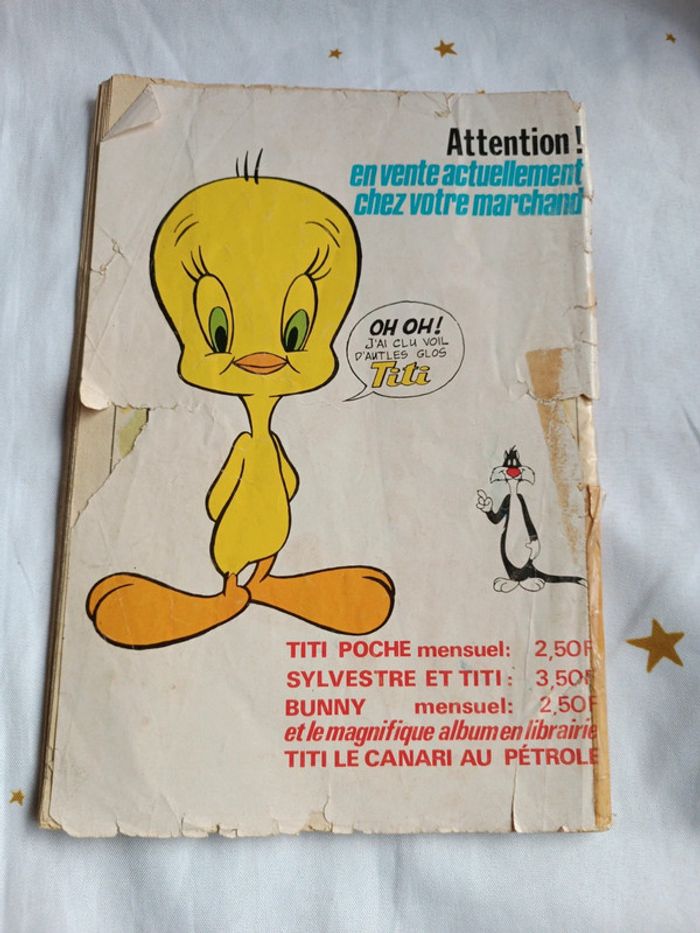 Attention !
en vente actuellement
chez votre marchand
OH OH!
J'AI CLU VOIL
D'AUTLES GLOS
Titi
TITI POCHE mensuel: 2,50F
SYLVESTRE ET TITI : 3,50F
BUNNY mensuel: 2,50F
et le magnifique album en librairie
TITI LE CANARI AU PÉTROLE